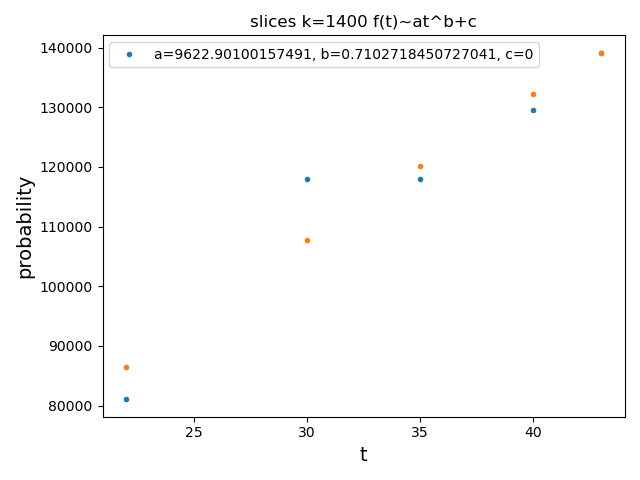 slices k=1400 f(t)~at^b+c
a=9622.90100157491, b=0.7102718450727041, c=0
140000
130000
120000
110000
100000
90000
80000
probability
25 30 35 40
t